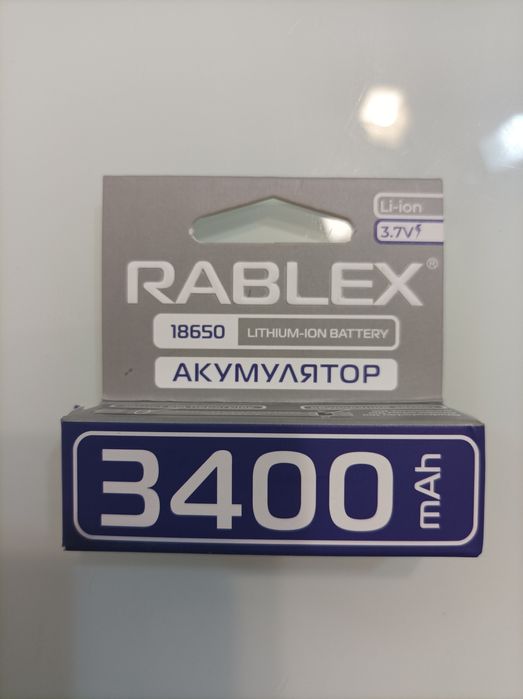 Li-ion
3.7V
RABLEX®
18650 LITHIUM-ION BATTERY
АКУМУЛЯТОР
3400 mAh